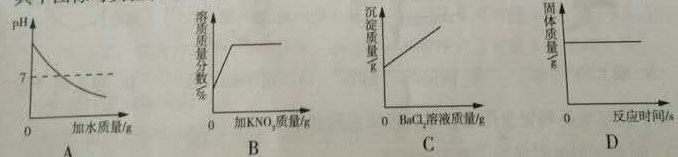 pH
7
0
加水质量/g
A
溶质质量分数/%
0
加KNO₃质量/g
B
沉淀质量/g
0
BaCl₂溶液质量/g
C
固体质量/g
0
反应时间/s
D